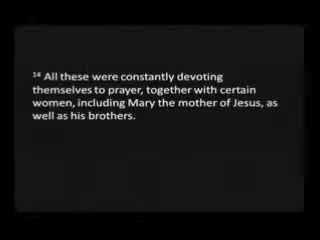 14 All these were constantly devoting
themselves to prayer, together with certain
women, including Mary the mother of Jesus, as
well as his brothers.